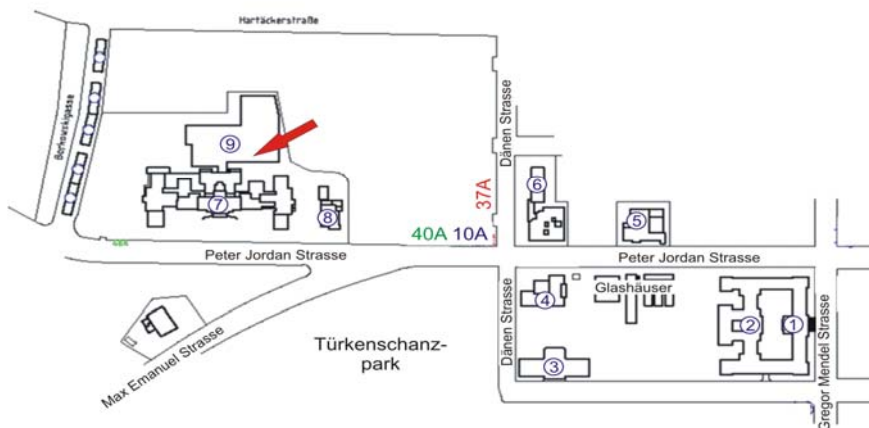 Hartäckerstraße
Borkowskigasse
Dänen Strasse
9
6
37A
7
8
5
40A 10A
Peter Jordan Strasse
Peter Jordan Strasse
Glashäuser
4
2
1
Türkenschanz-
park
Dänen Strasse
3
Max Emanuel Strasse
Gregor Mendel Strasse